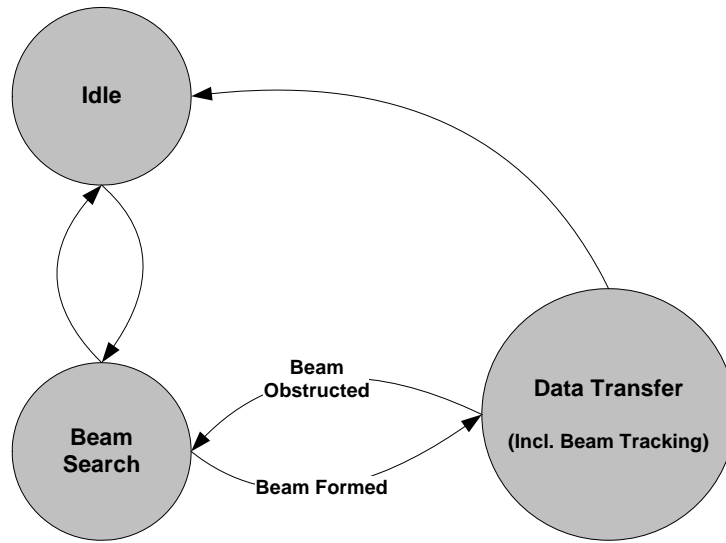 Idle
Beam
Obstructed
Data Transfer
(Incl. Beam Tracking)
Beam
Search
Beam Formed